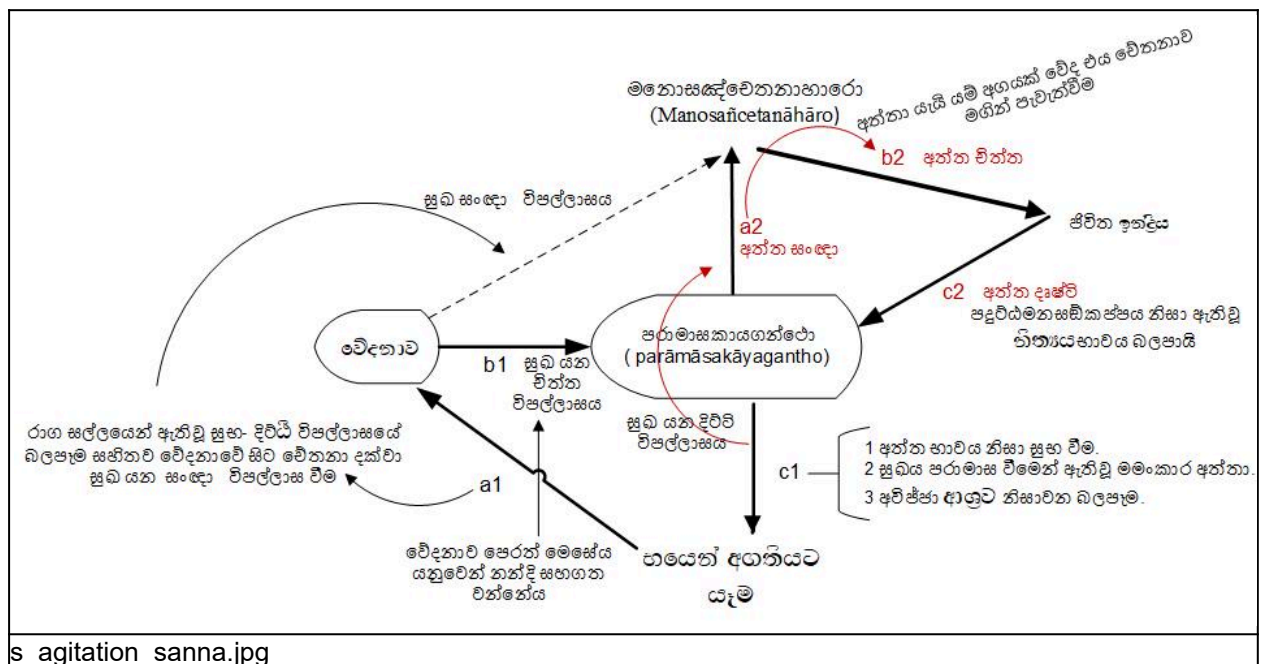 මනොසඤ්චෙතනාහාරො
(Manosañcetanāhāro)
අත්තා යැයි යම් අගයක් වේද එය චේතනාව
මගින් පැවැත්වීම
b2 අත්ත චිත්ත
සුඛ සංඥා විපල්ලාසය
a2
අත්ත සංඥා
ජීවිත ඉන්ද්‍රිය
c2 අත්ත දෘෂ්ටි
පදුට්ඨමනසඞ්කප්පය නිසා ඇතිවූ
නිත්‍යයභාවය බලපායි
වේදනාව
b1 සුඛ යන
චිත්ත
විපල්ලාසය
පරාමාසකායගන්ථො
( parāmāsakāyagantho)
සුඛ යන දිට්ටි
විපල්ලාසය
රාග සල්ලයෙන් ඇතිවූ සුභ- දිට්ඨි විපල්ලාසයේ
බලපෑම සහිතව වේදනාවේ සිට චේතනා දක්වා
සුඛ යන සංඥා විපල්ලාස වීම
a1
c1
1 අත්ත භාවය නිසා සුභ වීම.
2 සුඛය පරාමාස වීමෙන් ඇතිවූ මමංකාර අත්තා.
3 අවිජ්ජා ආශ්‍රව නිසාවන බලපෑම.
වේදනාව පෙරත් මෙසේය
යනුවෙන් නන්දි සහගත
වන්නේය
භයෙන් අගතියට
යෑම
s_agitation_sanna.jpg